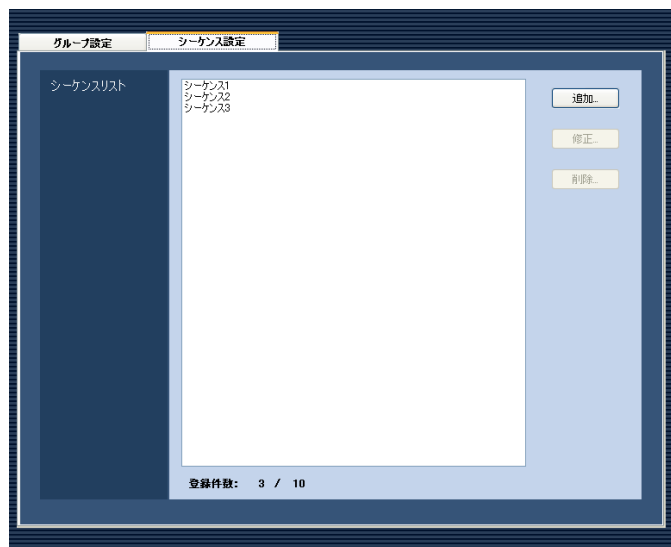 グループ設定 シーケンス設定
シーケンスリスト
シーケンス1
シーケンス2
シーケンス3
追加...
修正...
削除...
登録件数: 3 / 10